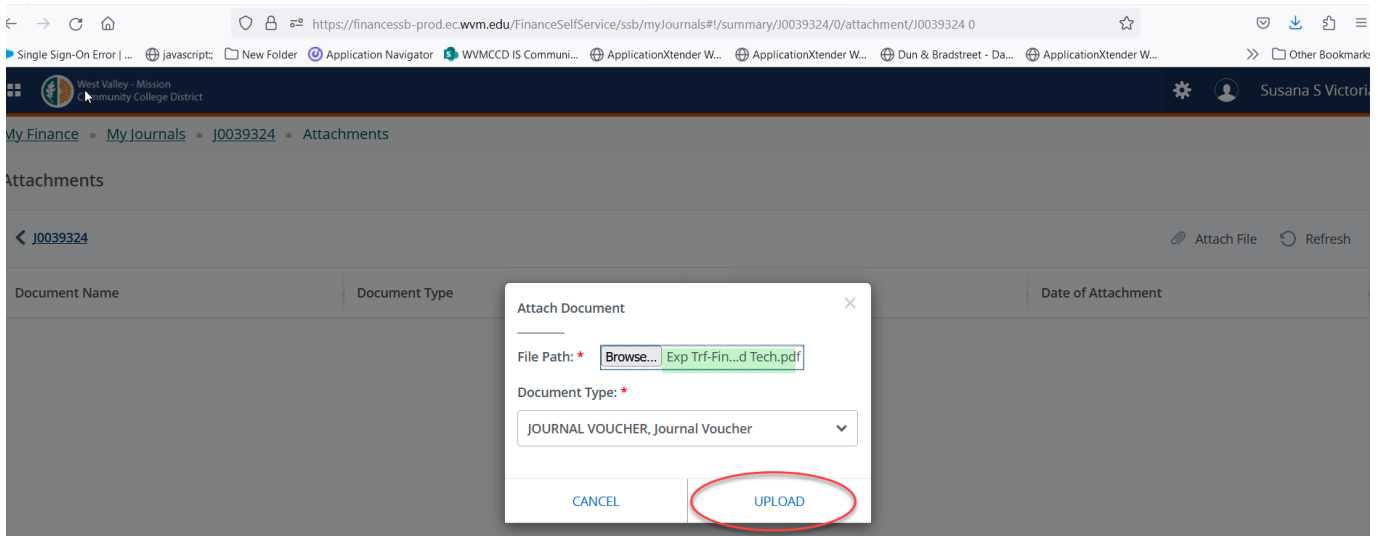 https://financessb-prod.ec.wvm.edu/FinanceSelfService/ssb/myJournals#!/summary/J0039324/0/attachment/J0039324 0
Single Sign-On Error | ... javascript:; New Folder Application Navigator WVMCCD IS Communi... ApplicationXtender W... ApplicationXtender W... Dun & Bradstreet - Da... ApplicationXtender W... Other Bookmarks
West Valley - Mission
Community College District
Susana S Victoria
My Finance • My Journals • J0039324 • Attachments
Attachments
J0039324 Attach File Refresh
Document Name Document Type Date of Attachment
Attach Document
File Path: * Browse... Exp Trf-Fin...d Tech.pdf
Document Type: *
JOURNAL VOUCHER, Journal Voucher
CANCEL UPLOAD